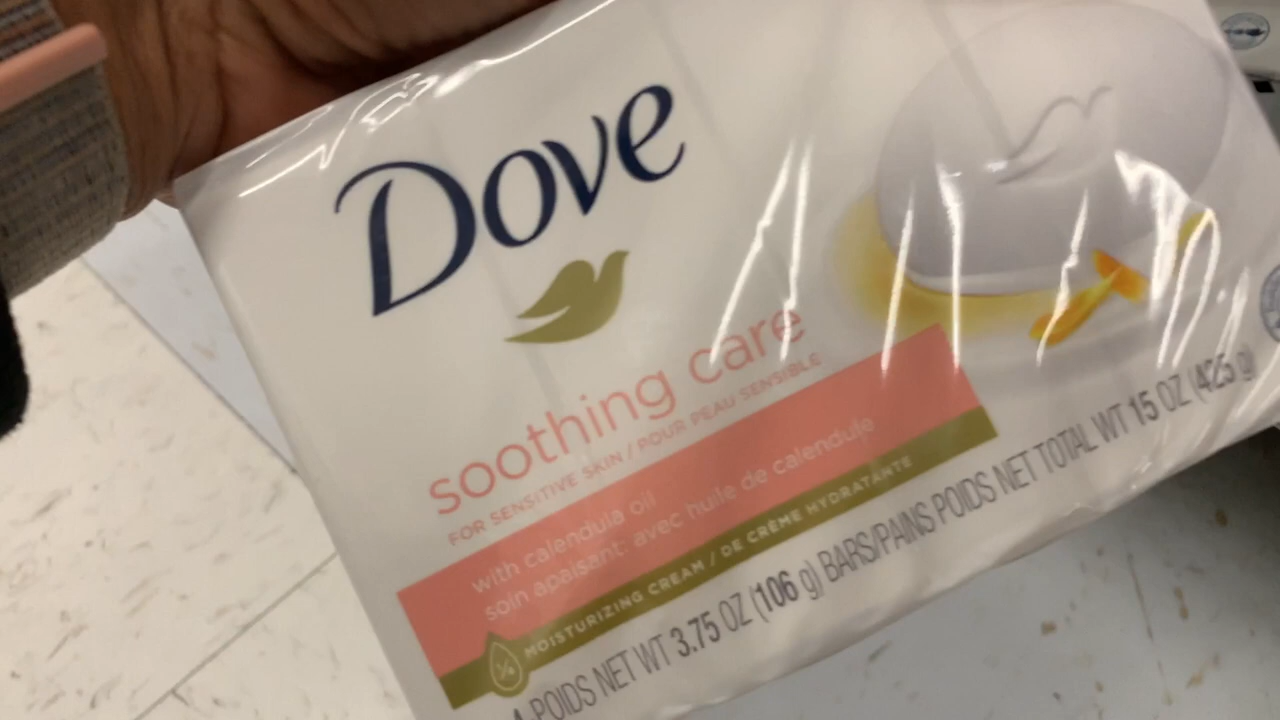 Dove
soothing care
FOR SENSITIVE SKIN / POUR PEAU SENSIBLE
with calendula oil
soin apaisant: avec huile de calendule
¼ MOISTURIZING CREAM / DE CRÈME HYDRATANTE
4-POIDS NET WT 3.75 OZ (106 g) BARS/PAINS POIDS NET TOTAL WT 15 OZ (425 g)